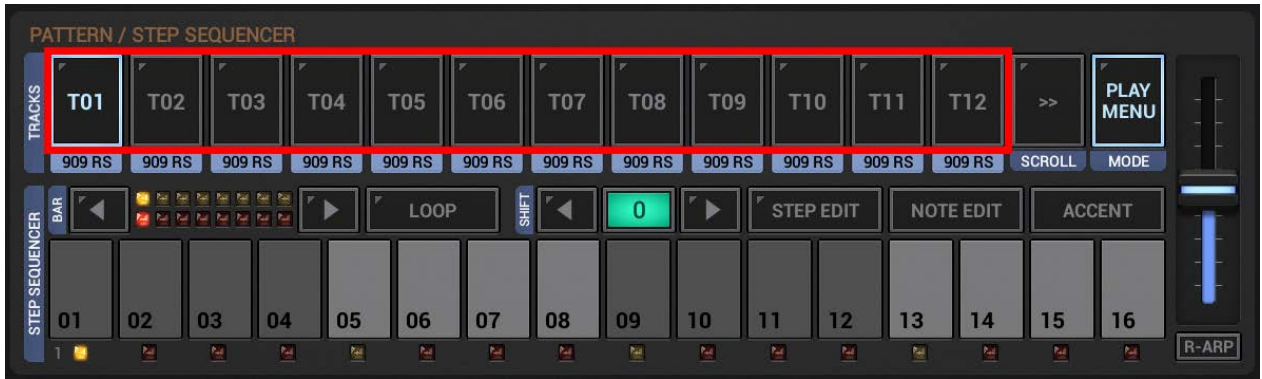 PATTERN / STEP SEQUENCER
TRACKS
T01 T02 T03 T04 T05 T06 T07 T08 T09 T10 T11 T12 >> PLAY MENU
909 RS 909 RS 909 RS 909 RS 909 RS 909 RS 909 RS 909 RS 909 RS 909 RS 909 RS 909 RS SCROLL MODE
STEP SEQUENCER
BAR LOOP SHIFT 0 STEP EDIT NOTE EDIT ACCENT
01 02 03 04 05 06 07 08 09 10 11 12 13 14 15 16
1 R-ARP